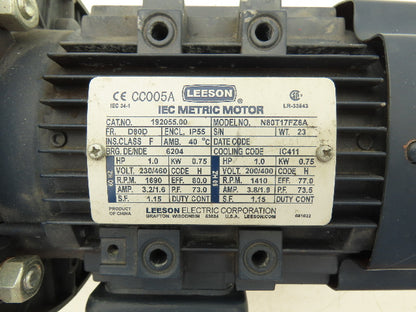 CE CC005A LEESON ®
IEC 34-1 LR-33543
IEC METRIC MOTOR
CAT.NO. 192055.00 MODEL.NO. N80T17FZ6A
FR. D80D ENCL. IP55 S/N WT. 23
INS.CLASS F AMB. 40 °C DATE CODE
BRG. DE/NDE 6204 COOLING CODE IC411
60 HZ HP 1.0 KW 0.75 50 HZ HP 1.0 KW 0.75
VOLT. 230/460 CODE H VOLT. 200/400 CODE H
R.P.M. 1690 EFF. 80.0 R.P.M. 1410 EFF. 77.0
AMP. 3.2/1.6 P.F. 73.0 AMP. 3.8/1.9 P.F. 73.5
S.F. 1.15 DUTY CONT S.F. 1.15 DUTY CONT
PRODUCT OF CHINA LEESON ELECTRIC CORPORATION
GRAFTON, WISCONSIN 53024 U.S.A. LEESON.COM